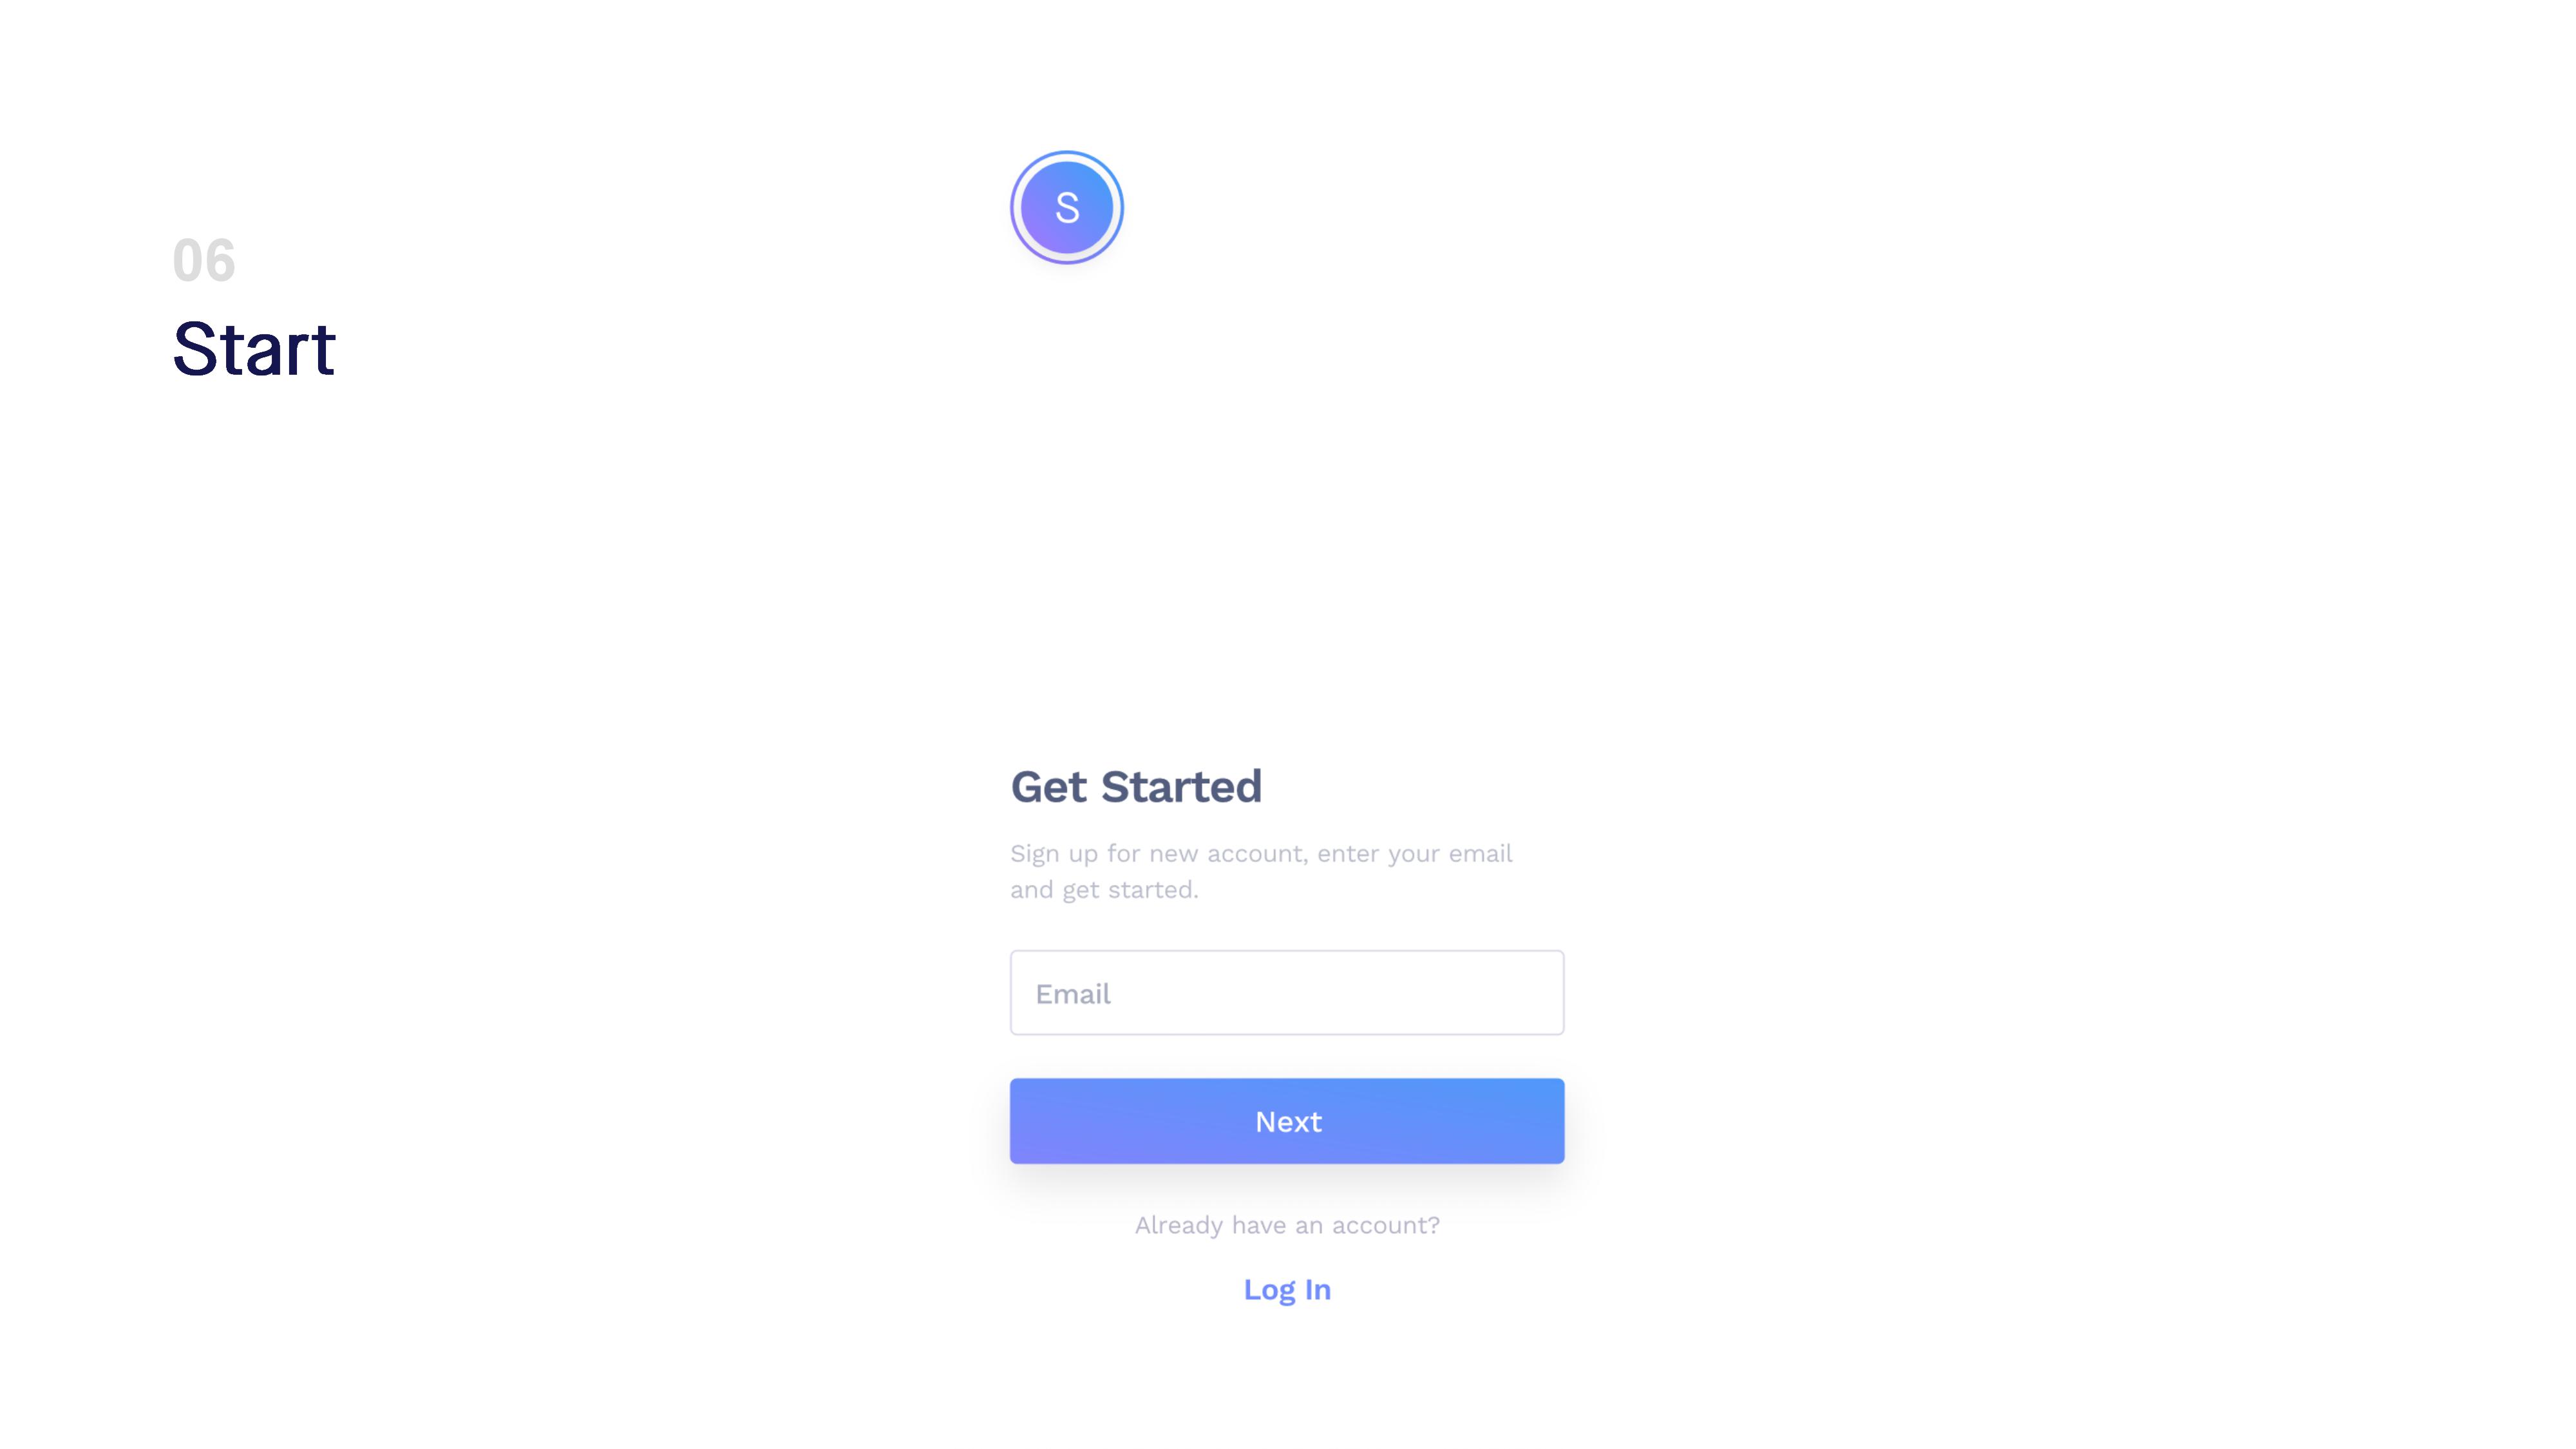 06
Start
S
Get Started
Sign up for new account, enter your email
and get started.
Email
Next
Already have an account?
Log In